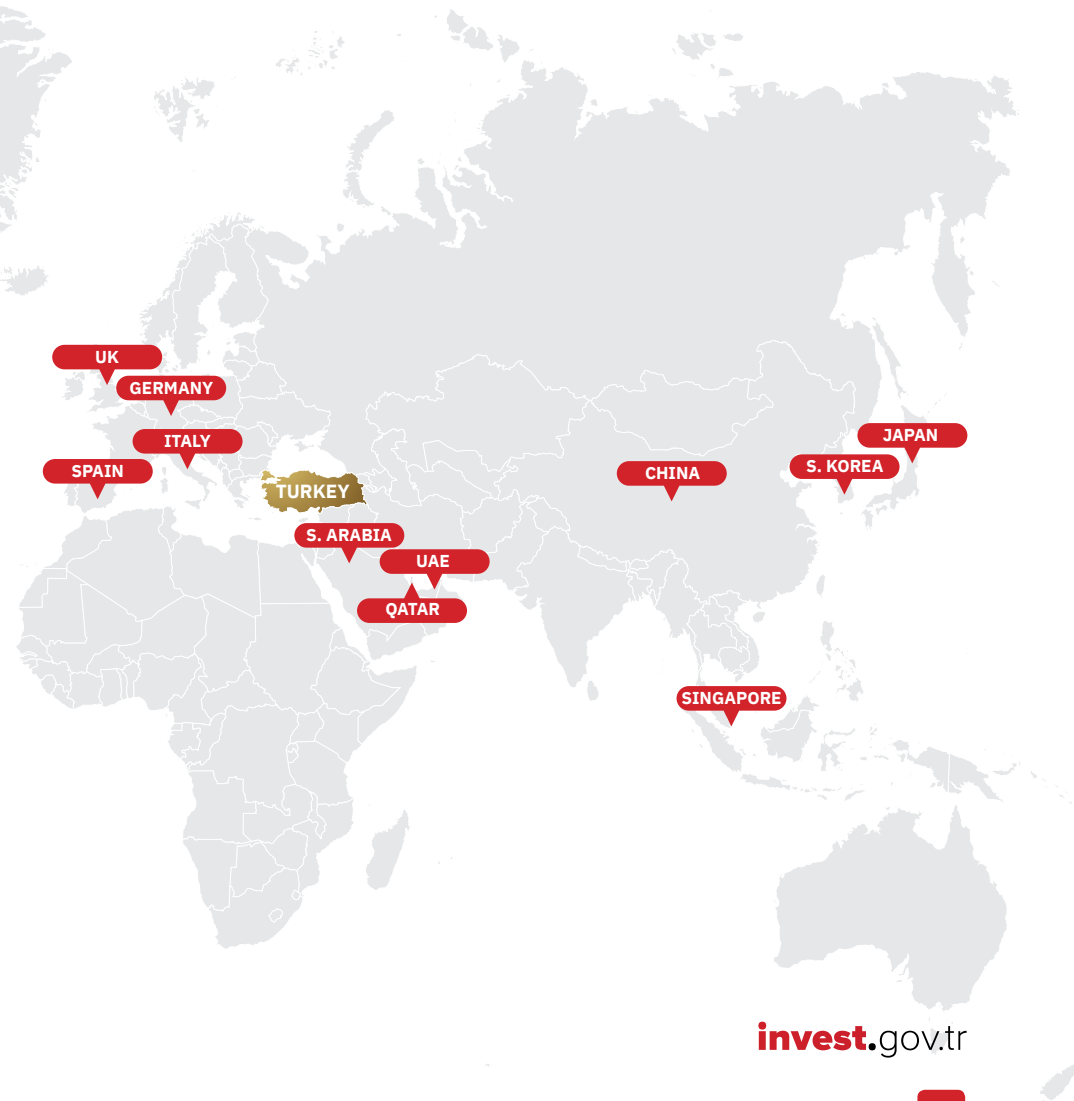 UK
GERMANY
ITALY
SPAIN
TURKEY
JAPAN
S. KOREA
CHINA
S. ARABIA
UAE
QATAR
SINGAPORE
invest.gov.tr